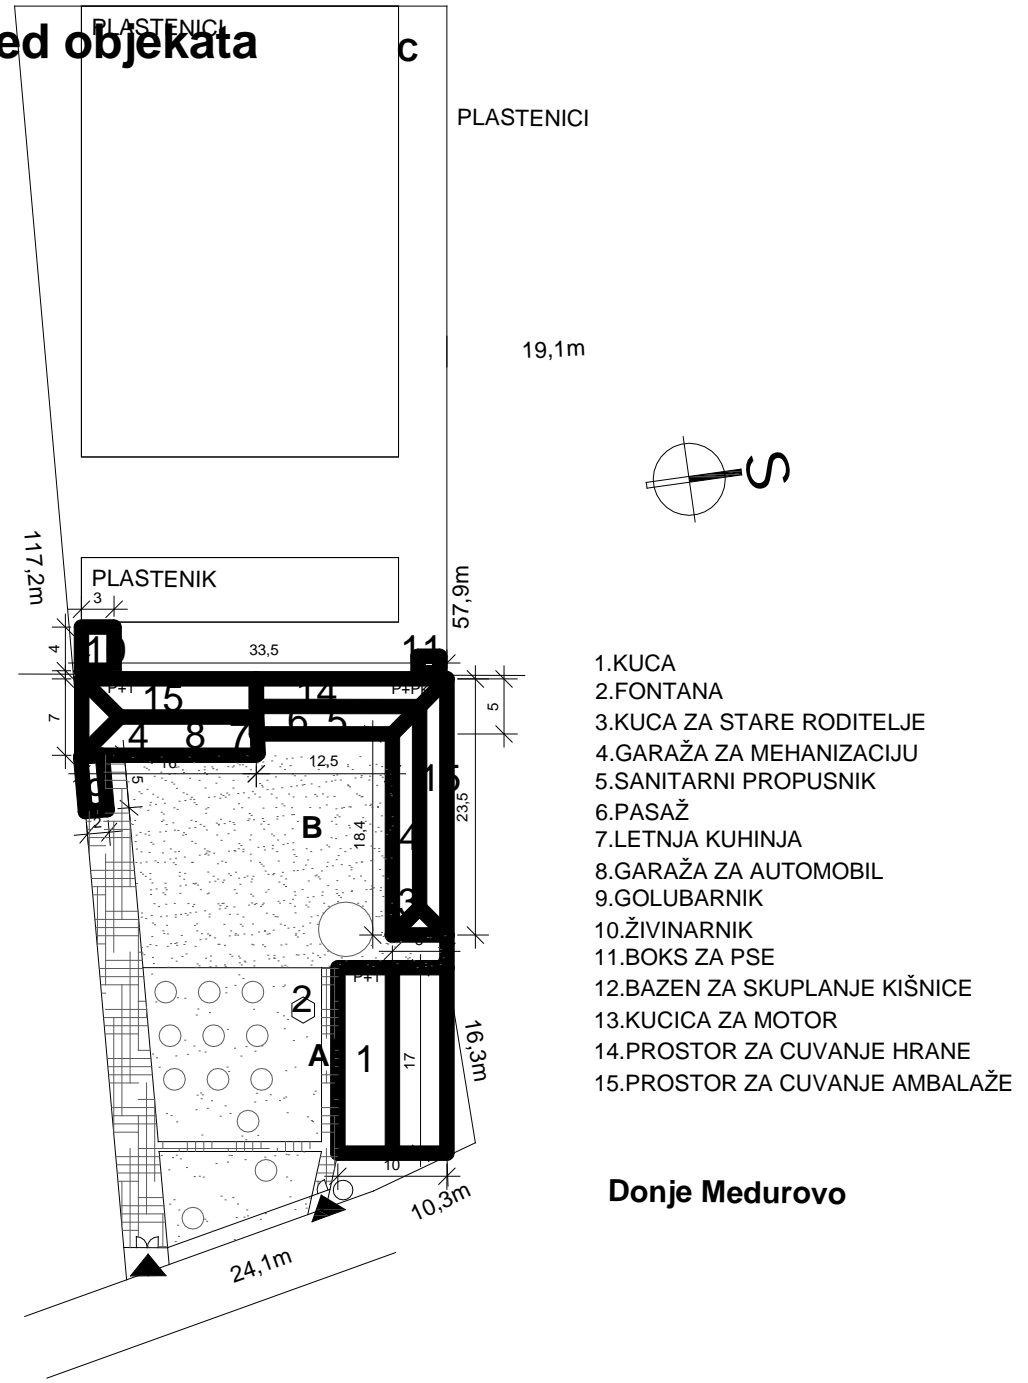 ed objekata
PLASTENICI
C
PLASTENICI
19,1m
S
117,2m
57,9m
PLASTENIK
3
4
10
33,5
11
P+1
15
14
P+Pk
7
5
4
8
7
6
5
16
12,5
15
9
5
2
B
18,4
4
23,5
3
P+1
2
A
1
17
16,3m
10
10,3m
24,1m
1.KUCA
2.FONTANA
3.KUCA ZA STARE RODITELJE
4.GARAŽA ZA MEHANIZACIJU
5.SANITARNI PROPUSNIK
6.PASAŽ
7.LETNJA KUHINJA
8.GARAŽA ZA AUTOMOBIL
9.GOLUBARNIK
10.ŽIVINARNIK
11.BOKS ZA PSE
12.BAZEN ZA SKUPLANJE KIŠNICE
13.KUCICA ZA MOTOR
14.PROSTOR ZA CUVANJE HRANE
15.PROSTOR ZA CUVANJE AMBALAŽE
Donje Medurovo